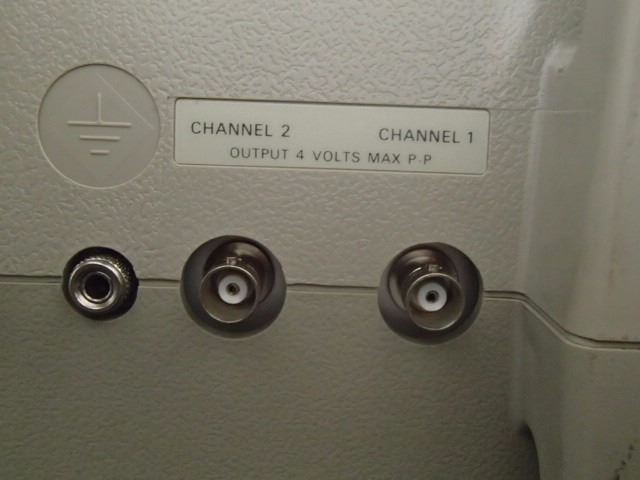 CHANNEL 2 CHANNEL 1
OUTPUT 4 VOLTS MAX P-P